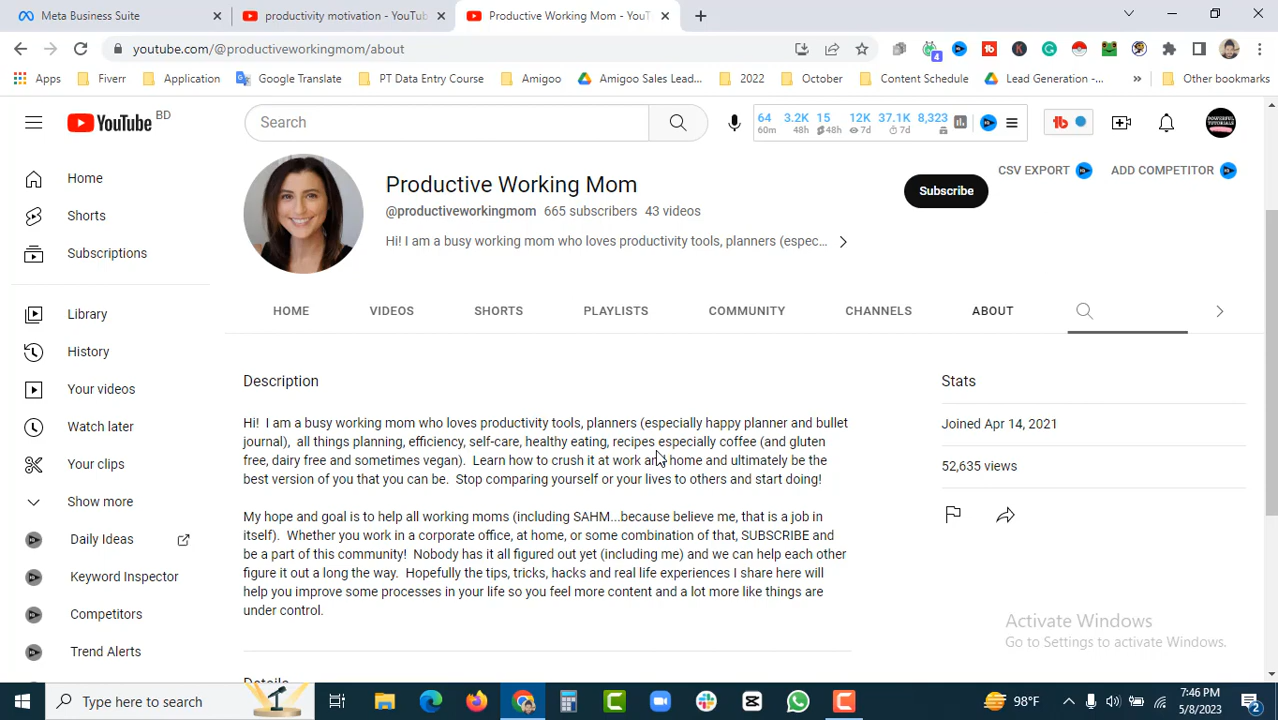 Meta Business Suite
productivity motivation - YouTub
Productive Working Mom - YouT
youtube.com/@productiveworkingmom/about
4
Apps
Fiverr
Application
Google Translate
PT Data Entry Course
Amigoo
Amigoo Sales Lead...
2022
October
Content Schedule
Lead Generation -...
»
Other bookmarks
YouTube BD
Search
64 3.2K 15 12K 37.1K 8,323
60m 48h 48h 7d 7d
Home
Shorts
Subscriptions
Library
History
Your videos
Watch later
Your clips
Show more
Daily Ideas
Keyword Inspector
Competitors
Trend Alerts
Productive Working Mom
@productiveworkingmom 665 subscribers 43 videos
Hi! I am a busy working mom who loves productivity tools, planners (espec...
Subscribe
CSV EXPORT
ADD COMPETITOR
HOME VIDEOS SHORTS PLAYLISTS COMMUNITY CHANNELS ABOUT
Description
Hi! I am a busy working mom who loves productivity tools, planners (especially happy planner and bullet
journal), all things planning, efficiency, self-care, healthy eating, recipes especially coffee (and gluten
free, dairy free and sometimes vegan). Learn how to crush it at work and home and ultimately be the
best version of you that you can be. Stop comparing yourself or your lives to others and start doing!
My hope and goal is to help all working moms (including SAHM...because believe me, that is a job in
itself). Whether you work in a corporate office, at home, or some combination of that, SUBSCRIBE and
be a part of this community! Nobody has it all figured out yet (including me) and we can help each other
figure it out a long the way. Hopefully the tips, tricks, hacks and real life experiences I share here will
help you improve some processes in your life so you feel more content and a lot more like things are
under control.
Stats
Joined Apr 14, 2021
52,635 views
Activate Windows
Go to Settings to activate Windows.
Details
Type here to search
98°F
7:46 PM
5/8/2023
2